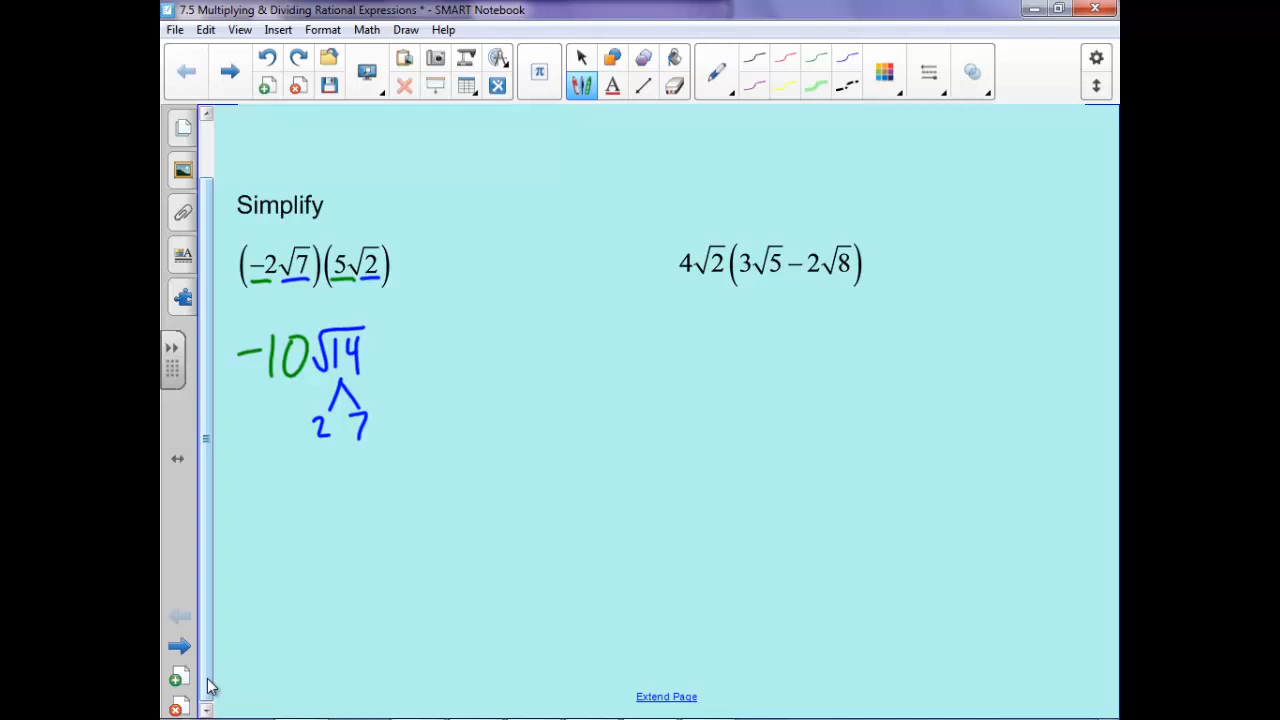 7.5 Multiplying & Dividing Rational Expressions * - SMART Notebook
File Edit View Insert Format Math Draw Help
π
A
Simplify
(−2√7)(5√2)
4√2(3√5 − 2√8)
−10√14
2 7
Extend Page